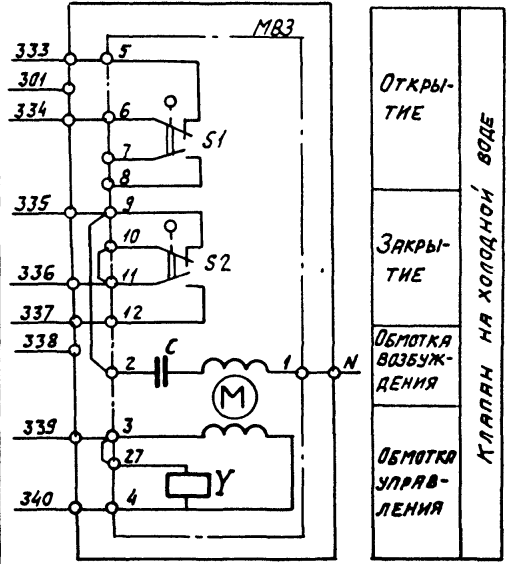 МВЗ
333
5
301
334
6
S1
7
8
335
9
10
S2
336
11
337
12
338
2
C
1
N
M
339
3
27
Y
340
4
ОТКРЫ-
ТИЕ
ЗАКРЫ-
ТИЕ
ОБМОТКА
ВОЗБУЖ-
ДЕНИЯ
ОБМОТКА
УПРАВ-
ЛЕНИЯ
КЛАПАН НА ХОЛОДНОЙ ВОДЕ